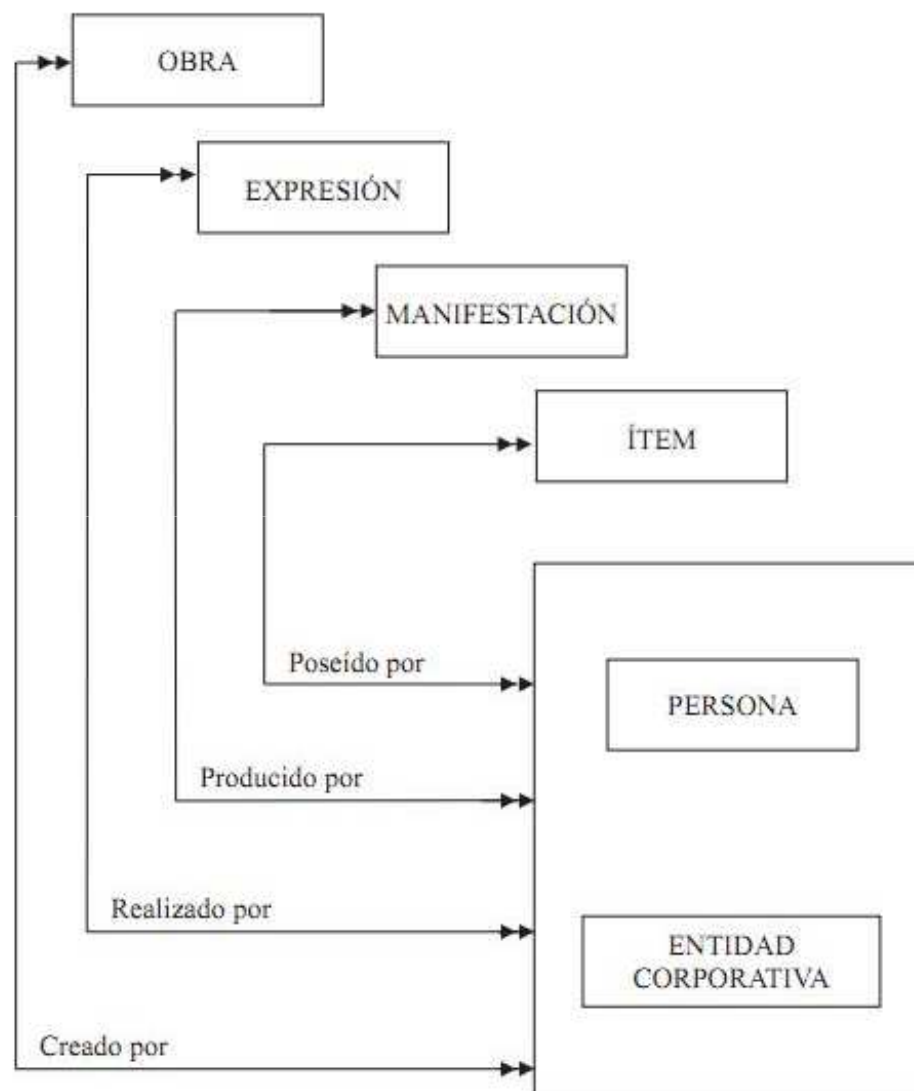 OBRA
EXPRESIÓN
MANIFESTACIÓN
ÍTEM
Poseído por
PERSONA
Producido por
Realizado por
ENTIDAD
CORPORATIVA
Creado por